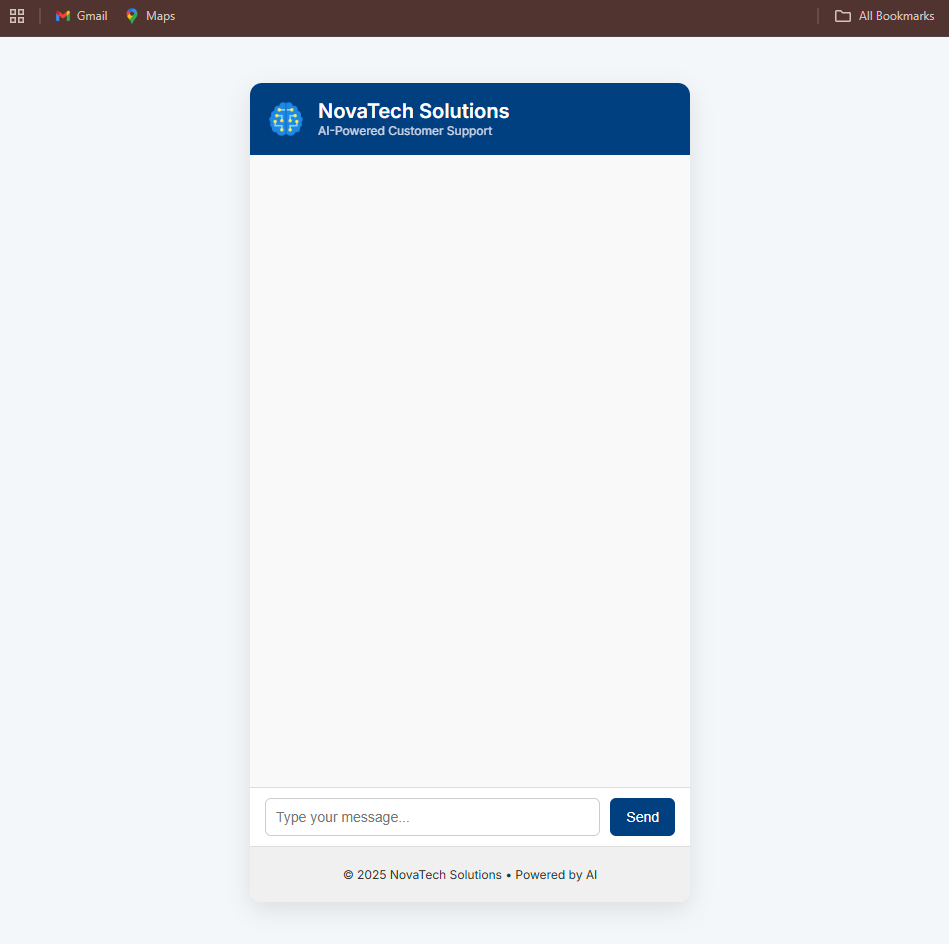 Gmail
Maps
All Bookmarks
NovaTech Solutions
AI-Powered Customer Support
Type your message...
Send
© 2025 NovaTech Solutions • Powered by AI